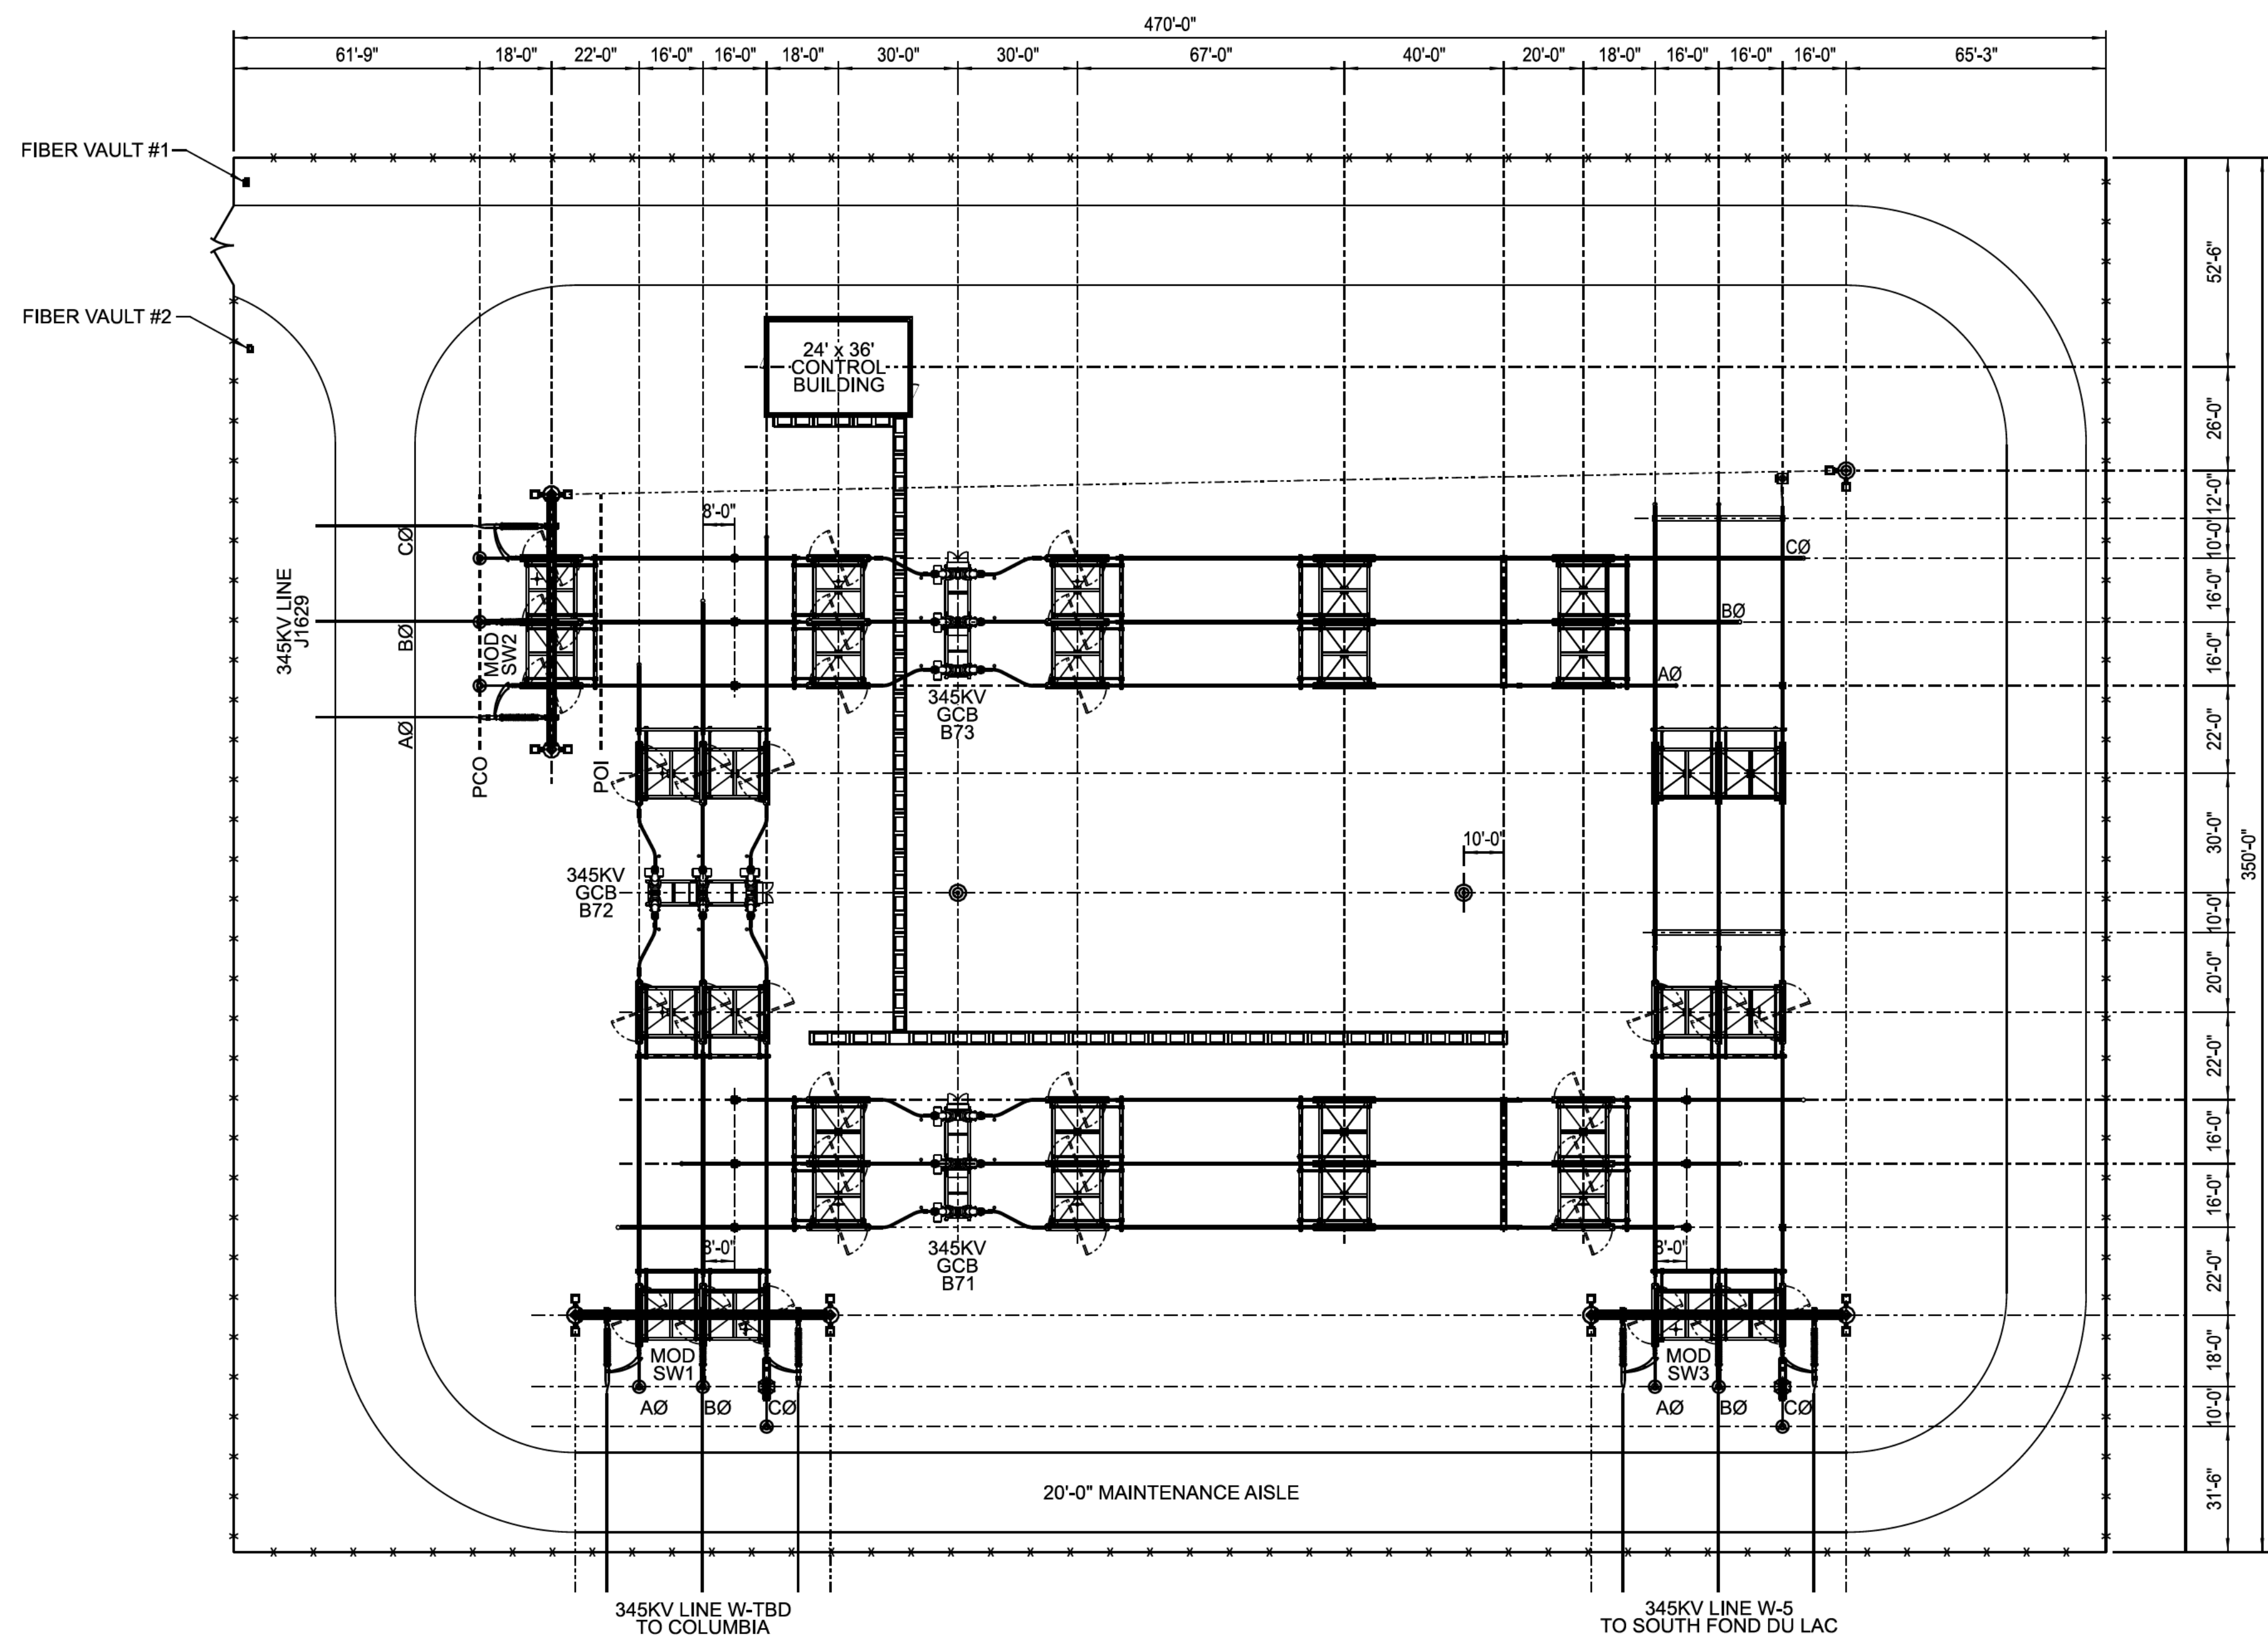 470'-0"
61'-9"
18'-0"
22'-0"
16'-0"
16'-0"
18'-0"
30'-0"
30'-0"
67'-0"
40'-0"
20'-0"
18'-0"
16'-0"
16'-0"
16'-0"
65'-3"
FIBER VAULT #1
FIBER VAULT #2
24' x 36'
CONTROL
BUILDING
52'-6"
26'-0"
12'-0"
10'-0"
16'-0"
16'-0"
22'-0"
30'-0"
10'-0"
20'-0"
22'-0"
16'-0"
16'-0"
22'-0"
18'-0"
10'-0"
31'-6"
350'-0"
345KV LINE
J1629
CØ
BØ
AØ
MOD
SW2
PCO
POI
8'-0"
345KV
GCB
B73
CØ
BØ
AØ
345KV
GCB
B72
10'-0"
345KV
GCB
B71
8'-0"
8'-0"
MOD
SW1
AØ
BØ
CØ
MOD
SW3
AØ
BØ
CØ
20'-0" MAINTENANCE AISLE
345KV LINE W-TBD
TO COLUMBIA
345KV LINE W-5
TO SOUTH FOND DU LAC